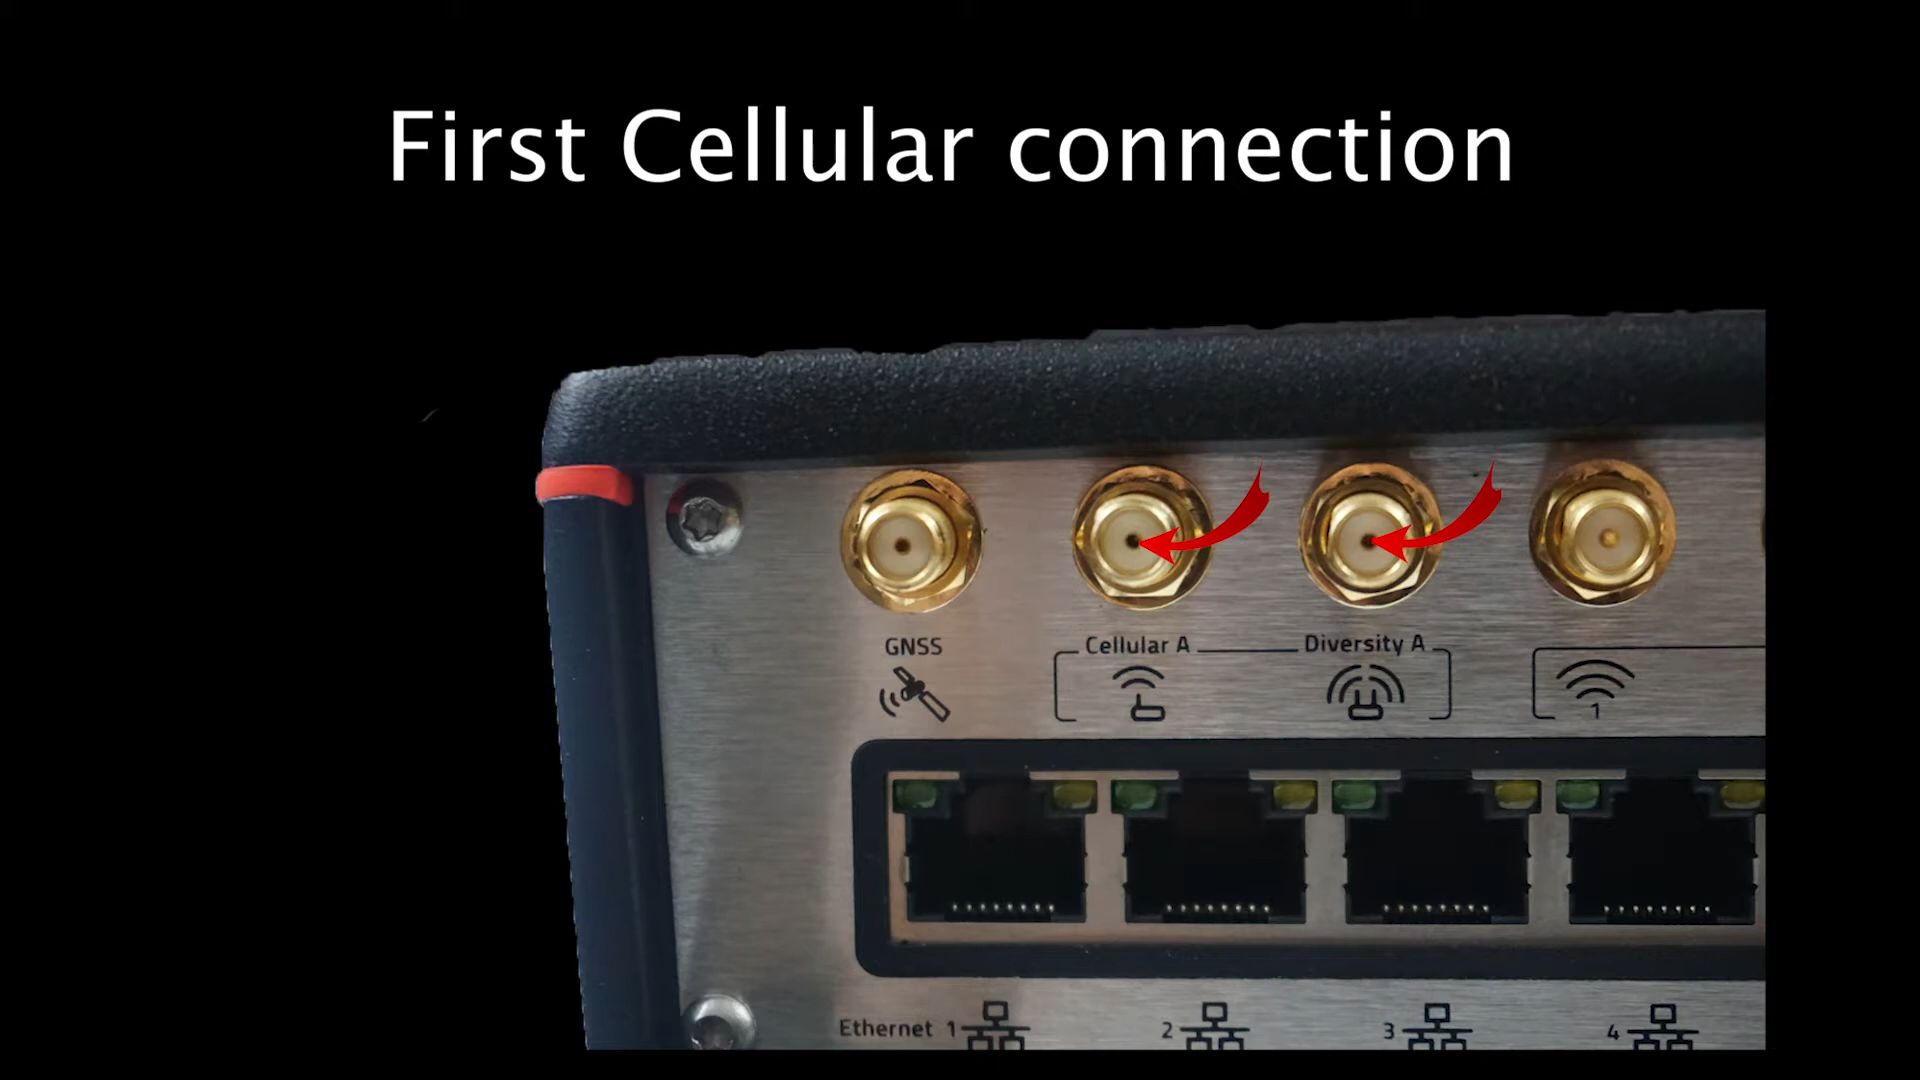 First Cellular connection
GNSS
Cellular A
Diversity A
1
Ethernet 1
2
3
4